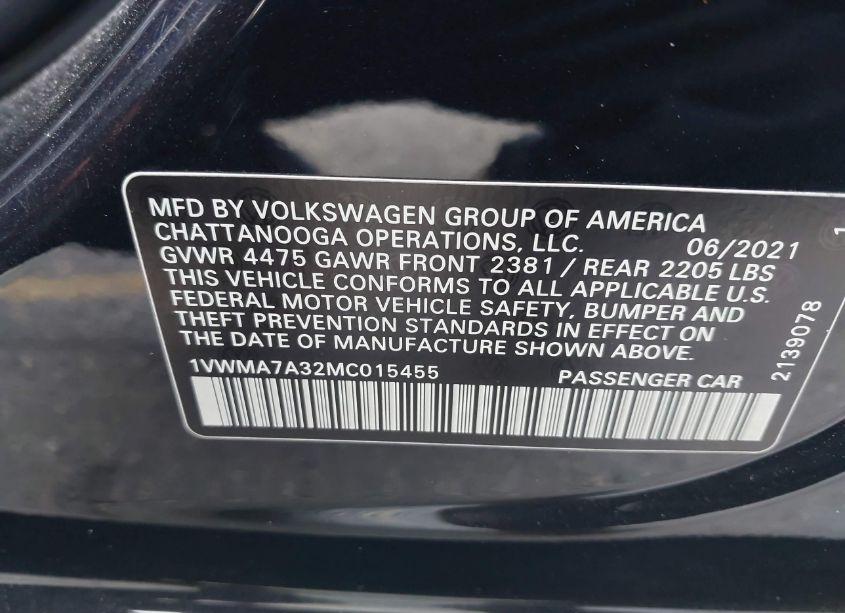 MFD BY VOLKSWAGEN GROUP OF AMERICA
CHATTANOOGA OPERATIONS, LLC. 06/2021
GVWR 4475 GAWR FRONT 2381 / REAR 2205 LBS
THIS VEHICLE CONFORMS TO ALL APPLICABLE U.S.
FEDERAL MOTOR VEHICLE SAFETY, BUMPER AND
THEFT PREVENTION STANDARDS IN EFFECT ON
THE DATE OF MANUFACTURE SHOWN ABOVE.
1VWMA7A32MC015455 PASSENGER CAR
2139078
1